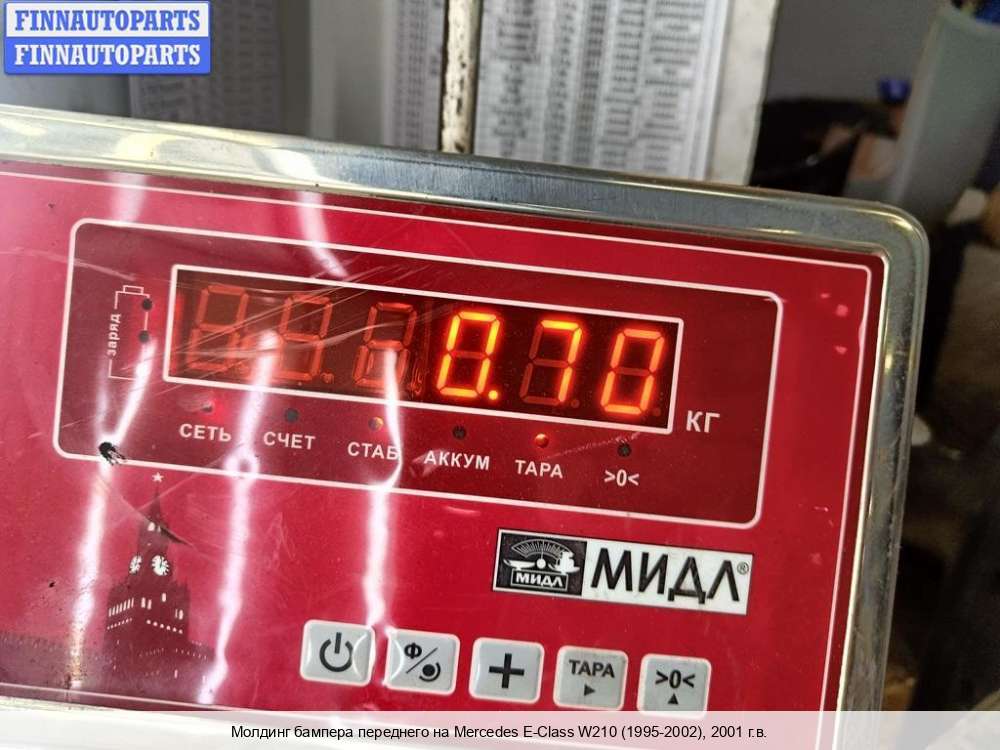 FINNAUTOPARTS
FINNAUTOPARTS
заряд
0.70
КГ
СЕТЬ СЧЕТ СТАБ АККУМ ТАРА >0<
МИДЛ
МИДЛ®
Ф
ТАРА
>0<
Молдинг бампера переднего на Mercedes E-Class W210 (1995-2002), 2001 г.в.